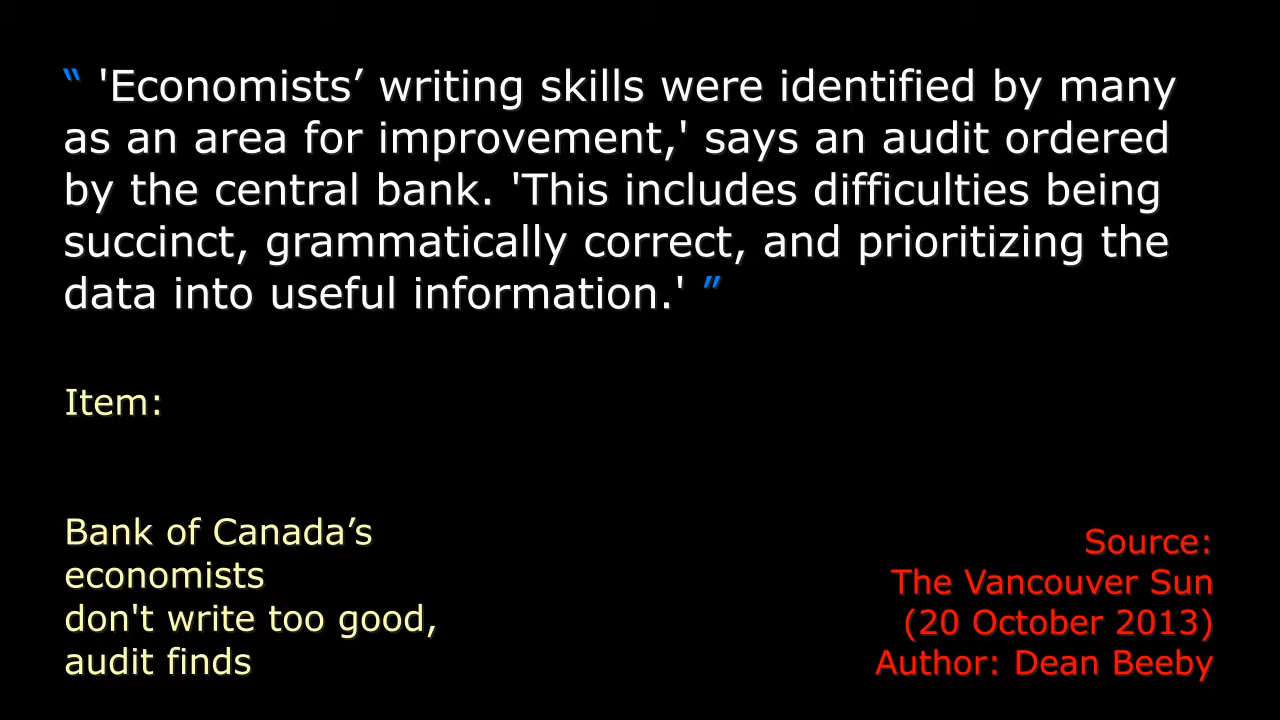 “ 'Economists’ writing skills were identified by many
as an area for improvement,' says an audit ordered
by the central bank. 'This includes difficulties being
succinct, grammatically correct, and prioritizing the
data into useful information.' ”
Item:
Bank of Canada’s
economists
don't write too good,
audit finds
Source:
The Vancouver Sun
(20 October 2013)
Author: Dean Beeby